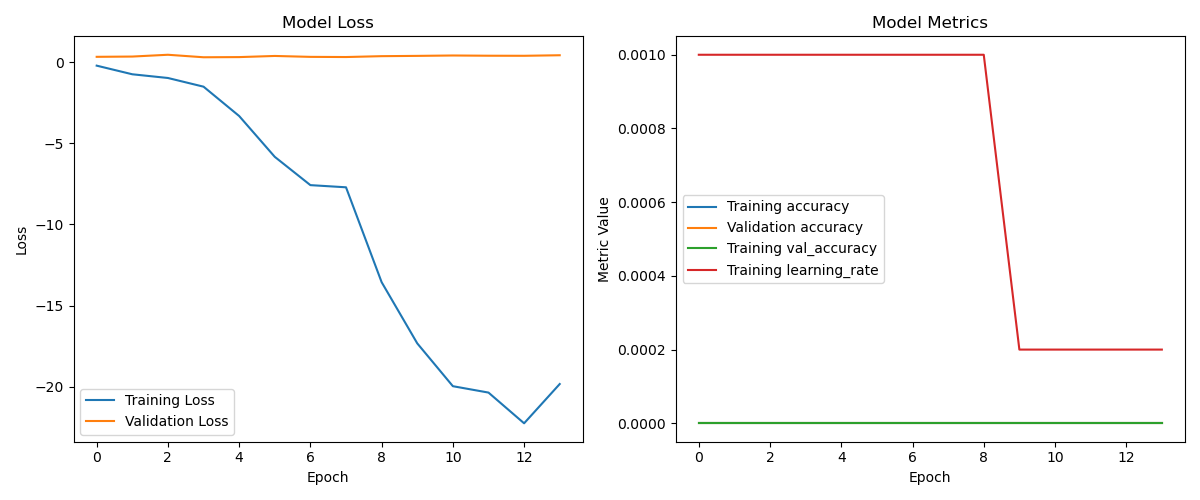 Model Loss
Loss
0
−5
−10
−15
−20
Training Loss
Validation Loss
0 2 4 6 8 10 12
Epoch
Model Metrics
Metric Value
0.0010
0.0008
0.0006
0.0004
0.0002
0.0000
Training accuracy
Validation accuracy
Training val_accuracy
Training learning_rate
0 2 4 6 8 10 12
Epoch